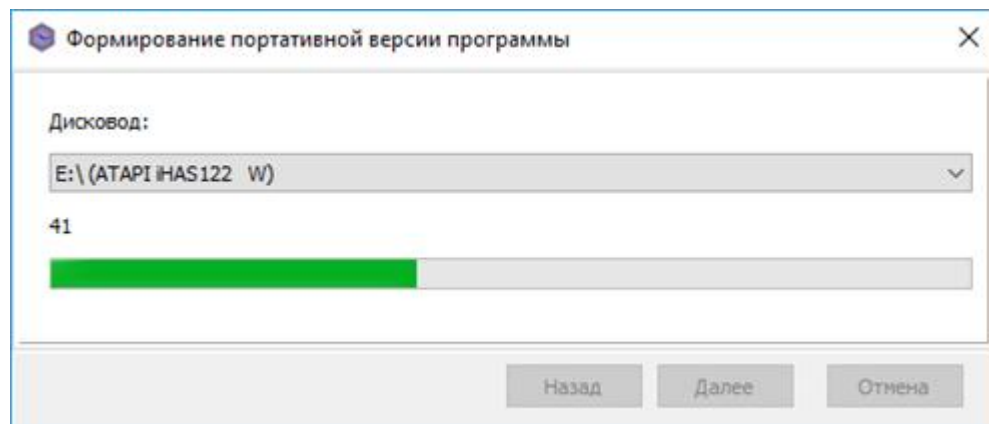 Формирование портативной версии программы
Дисковод:
E:\ (ATAPI iHAS122 W)
41
Назад Далее Отмена